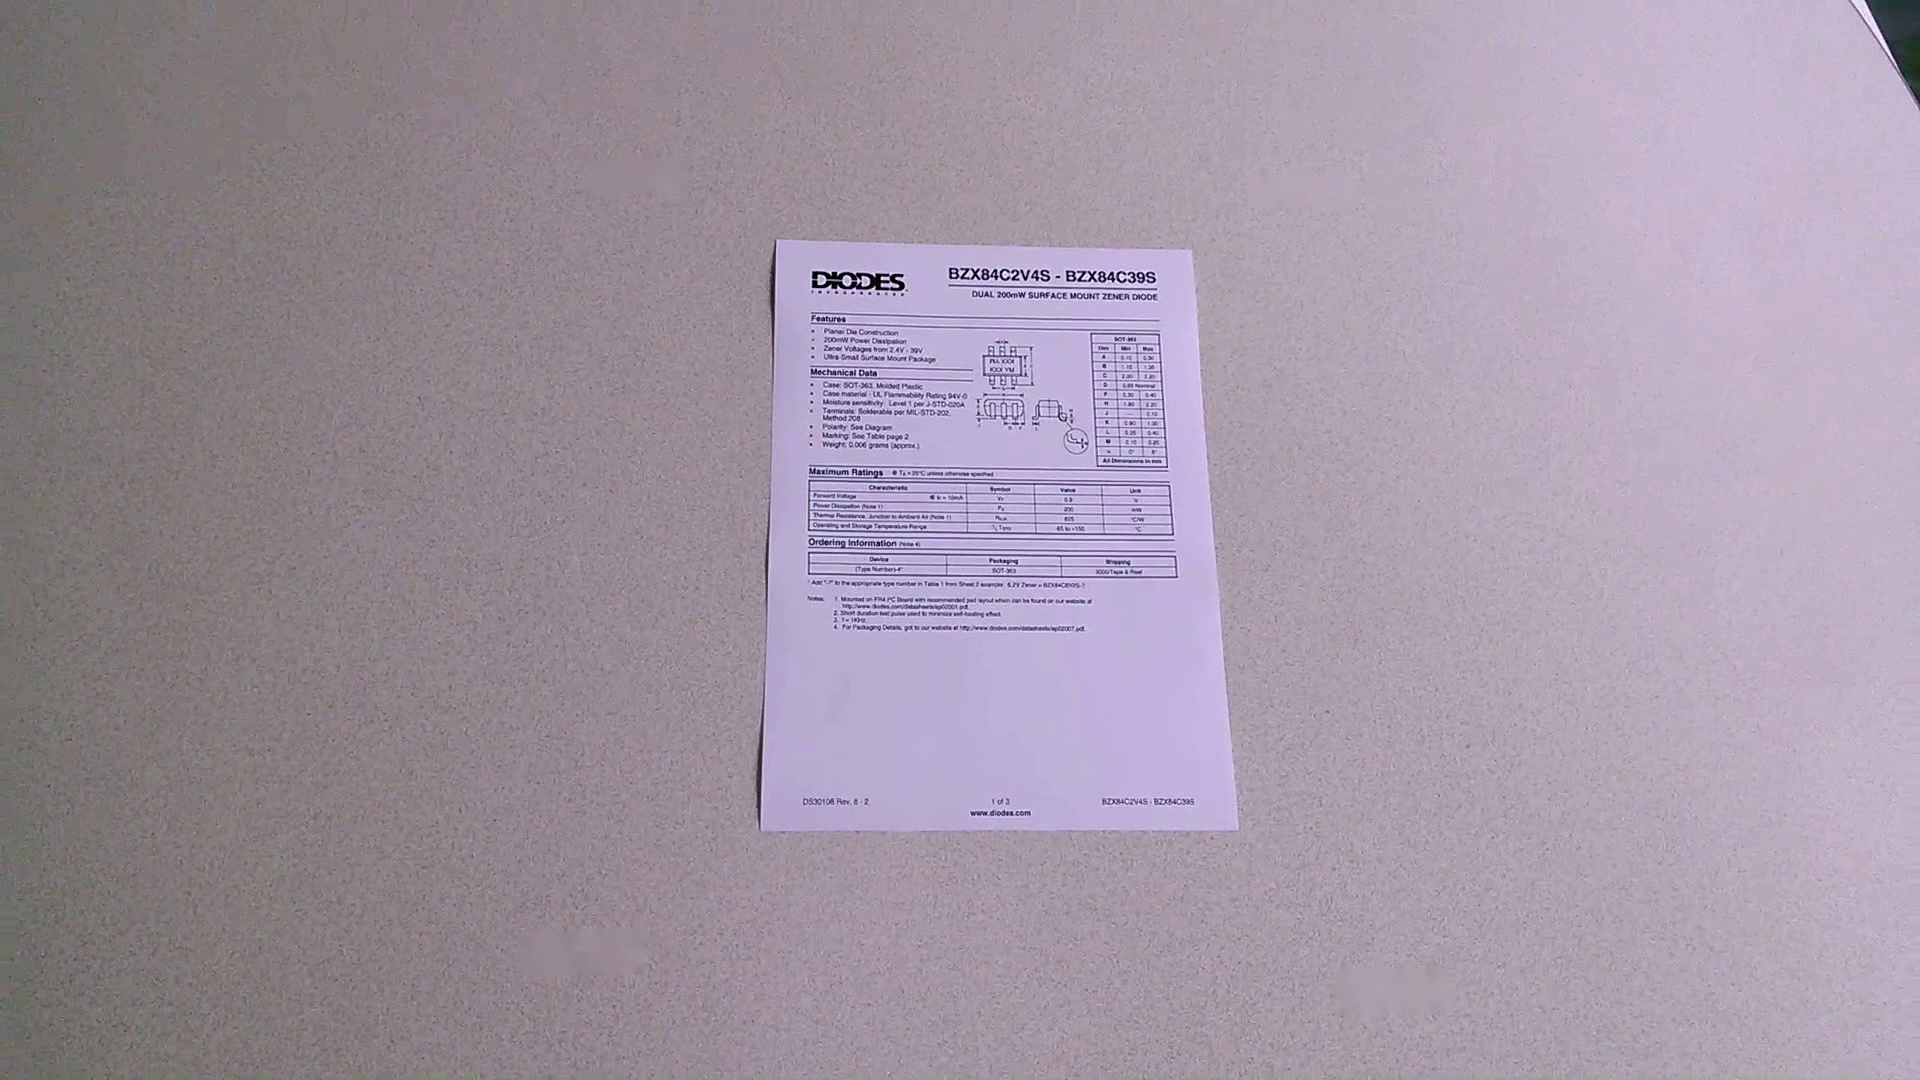 DIODES
INCORPORATED
BZX84C2V4S - BZX84C39S
DUAL 200mW SURFACE MOUNT ZENER DIODE
Features
• Planar Die Construction
• 200mW Power Dissipation
• Zener Voltages from 2.4V - 39V
• Ultra-Small Surface Mount Package
Mechanical Data
• Case: SOT-363, Molded Plastic
• Case material - UL Flammability Rating 94V-0
• Moisture sensitivity: Level 1 per J-STD-020A
• Terminals: Solderable per MIL-STD-202,
Method 208
• Polarity: See Diagram
• Marking: See Table page 2
• Weight: 0.006 grams (approx.)
KXX YM
SOT-363
Dim Min Max
A 0.10 0.30
B 1.15 1.35
C 2.00 2.20
D 0.65 Nominal
F 0.30 0.40
H 1.80 2.20
J — 0.10
K 0.90 1.00
L 0.25 0.40
M 0.10 0.25
α 0° 8°
All Dimensions in mm
Maximum Ratings @ TA = 25°C unless otherwise specified
Characteristic Symbol Value Unit
Forward Voltage @ IF = 10mA VF 0.9 V
Power Dissipation (Note 1) Pd 200 mW
Thermal Resistance, Junction to Ambient Air (Note 1) RθJA 625 °C/W
Operating and Storage Temperature Range Tj, TSTG -65 to +150 °C
Ordering Information (Note 4)
Device Packaging Shipping
(Type Number)-7* SOT-363 3000/Tape & Reel
* Add "-7" to the appropriate type number in Table 1 from Sheet 2 example: 6.2V Zener = BZX84C6V2S-7.
Notes: 1. Mounted on FR4 PC Board with recommended pad layout which can be found on our website at
http://www.diodes.com/datasheets/ap02001.pdf.
2. Short duration test pulse used to minimize self-heating effect.
3. f = 1KHz.
4. For Packaging Details, got to our website at http://www.diodes.com/datasheets/ap02007.pdf.
DS30108 Rev. 6 - 2
1 of 3
BZX84C2V4S - BZX84C39S
www.diodes.com